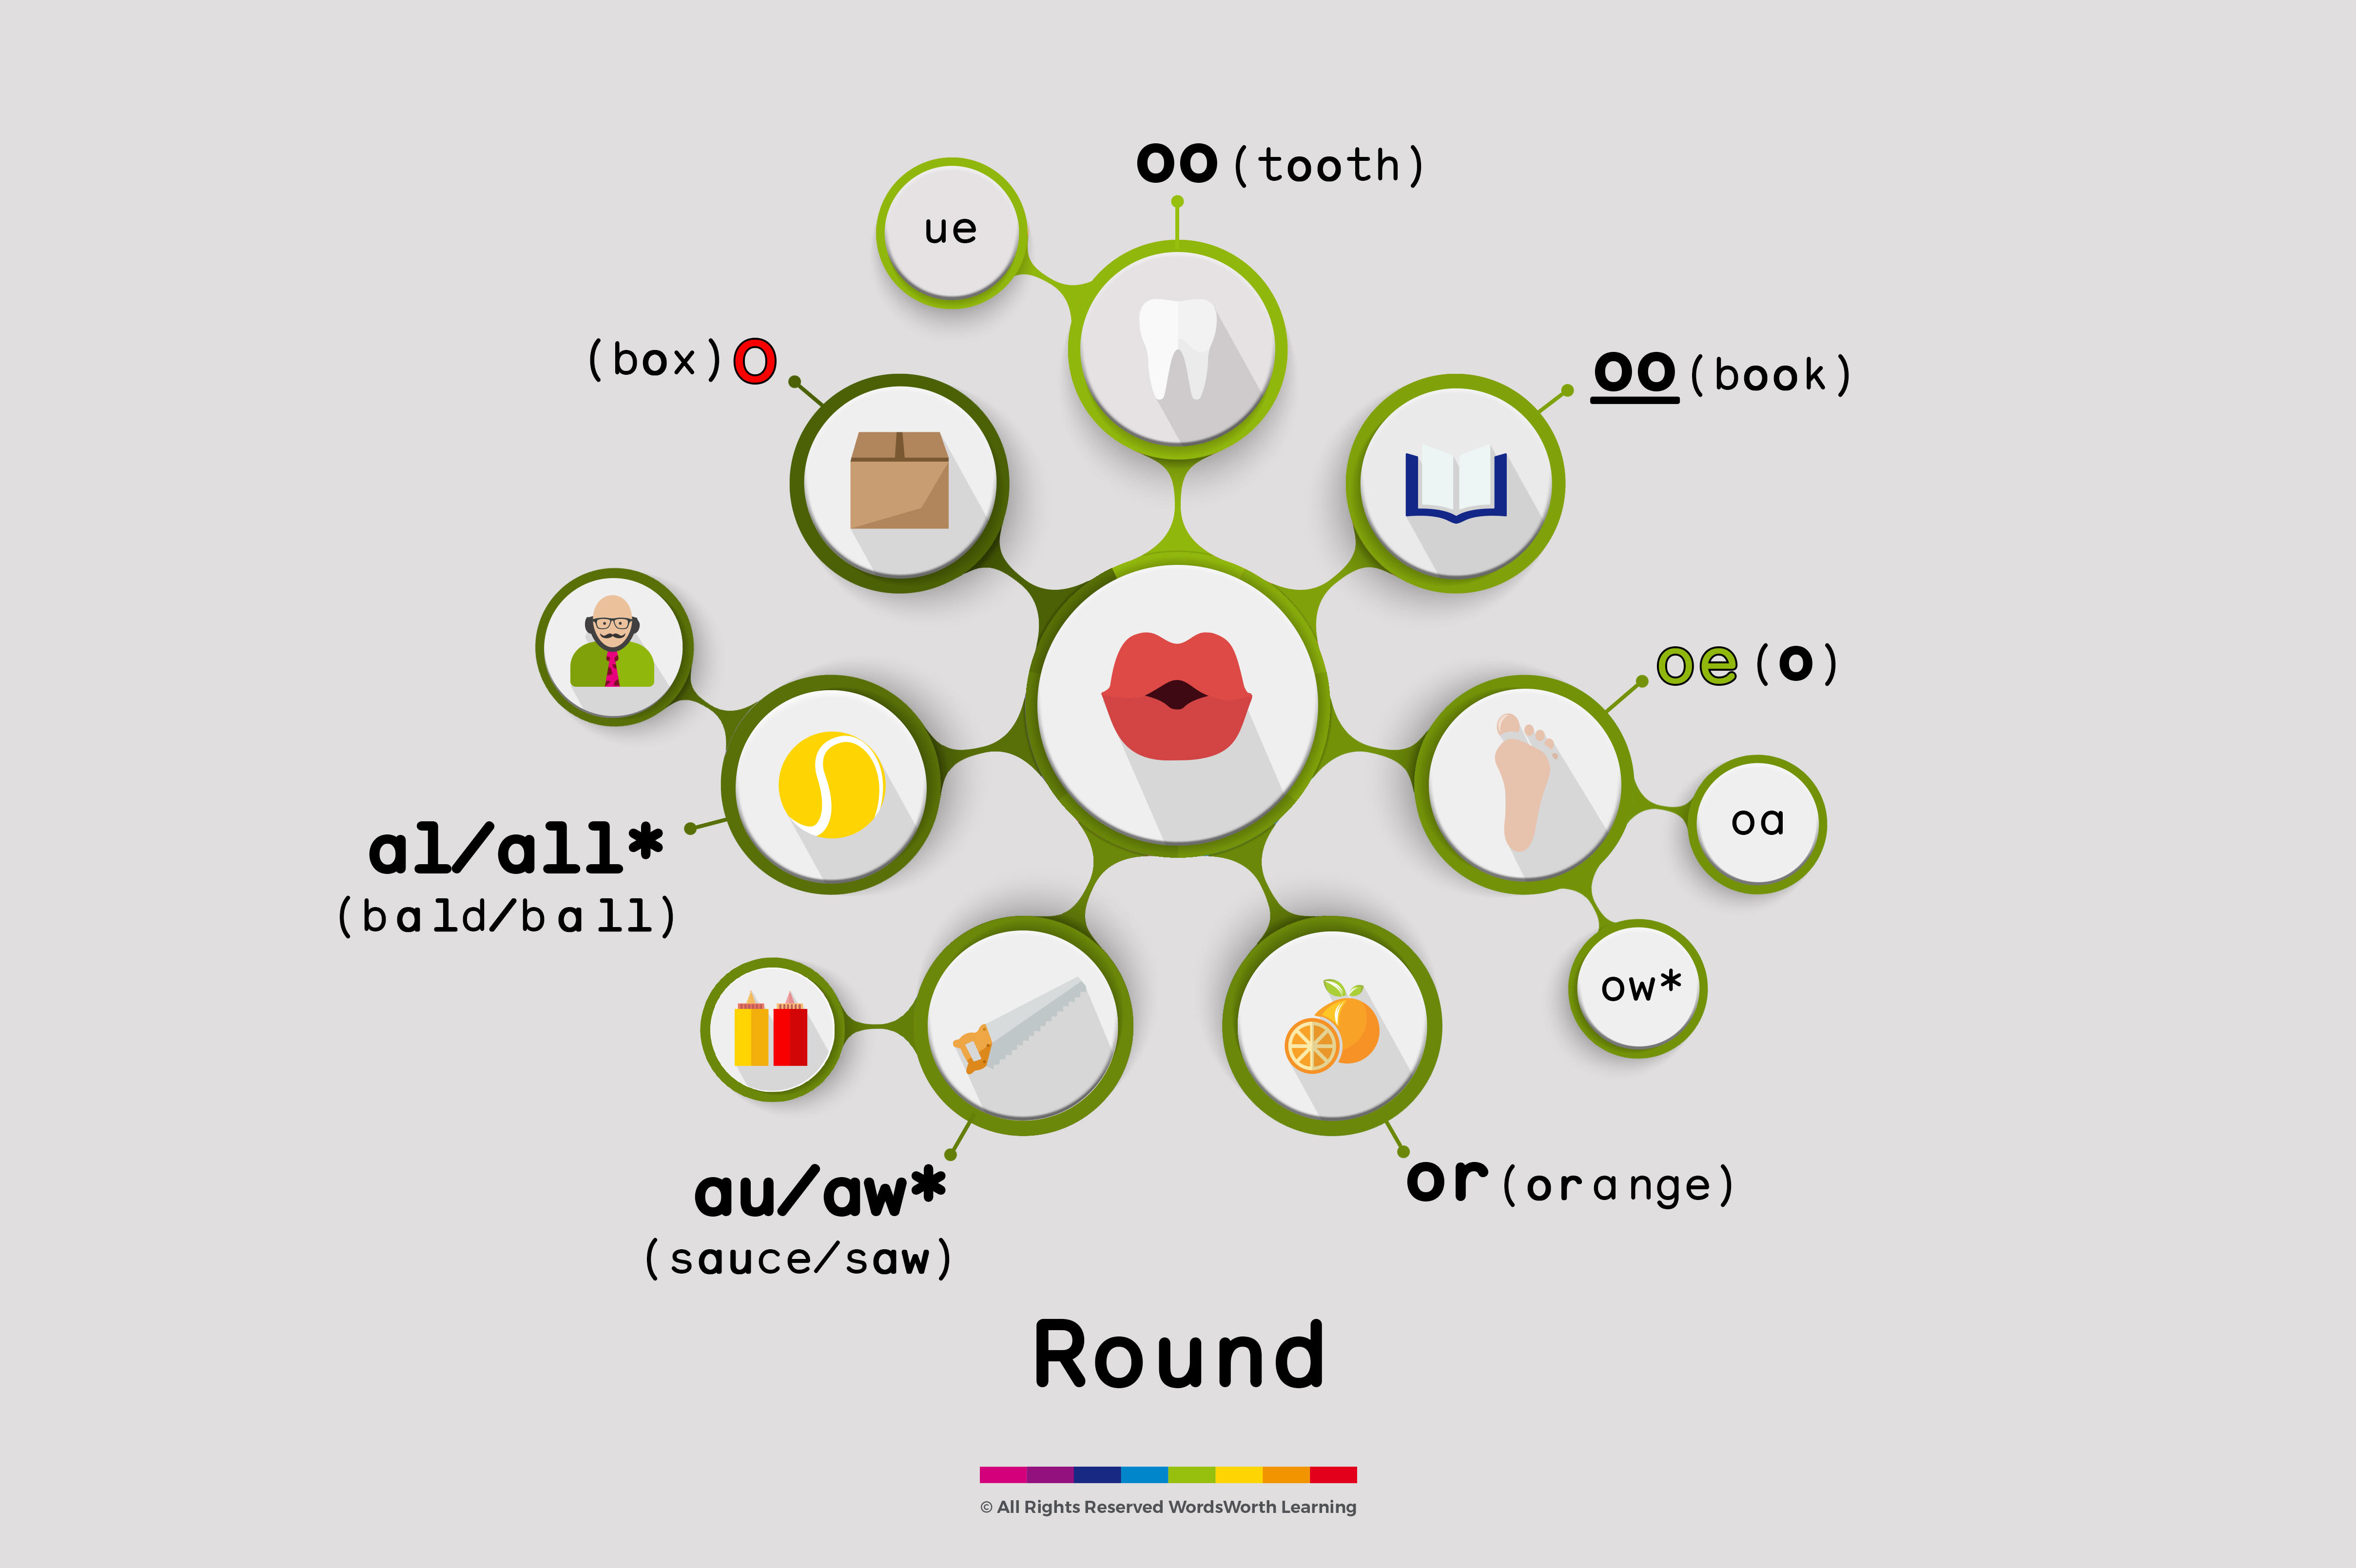 oo (tooth)
ue
(box) O
oo (book)
oe (o)
oa
ow*
al/all*
(bald/ball)
au/aw*
(sauce/saw)
or (orange)
Round
© All Rights Reserved WordsWorth Learning